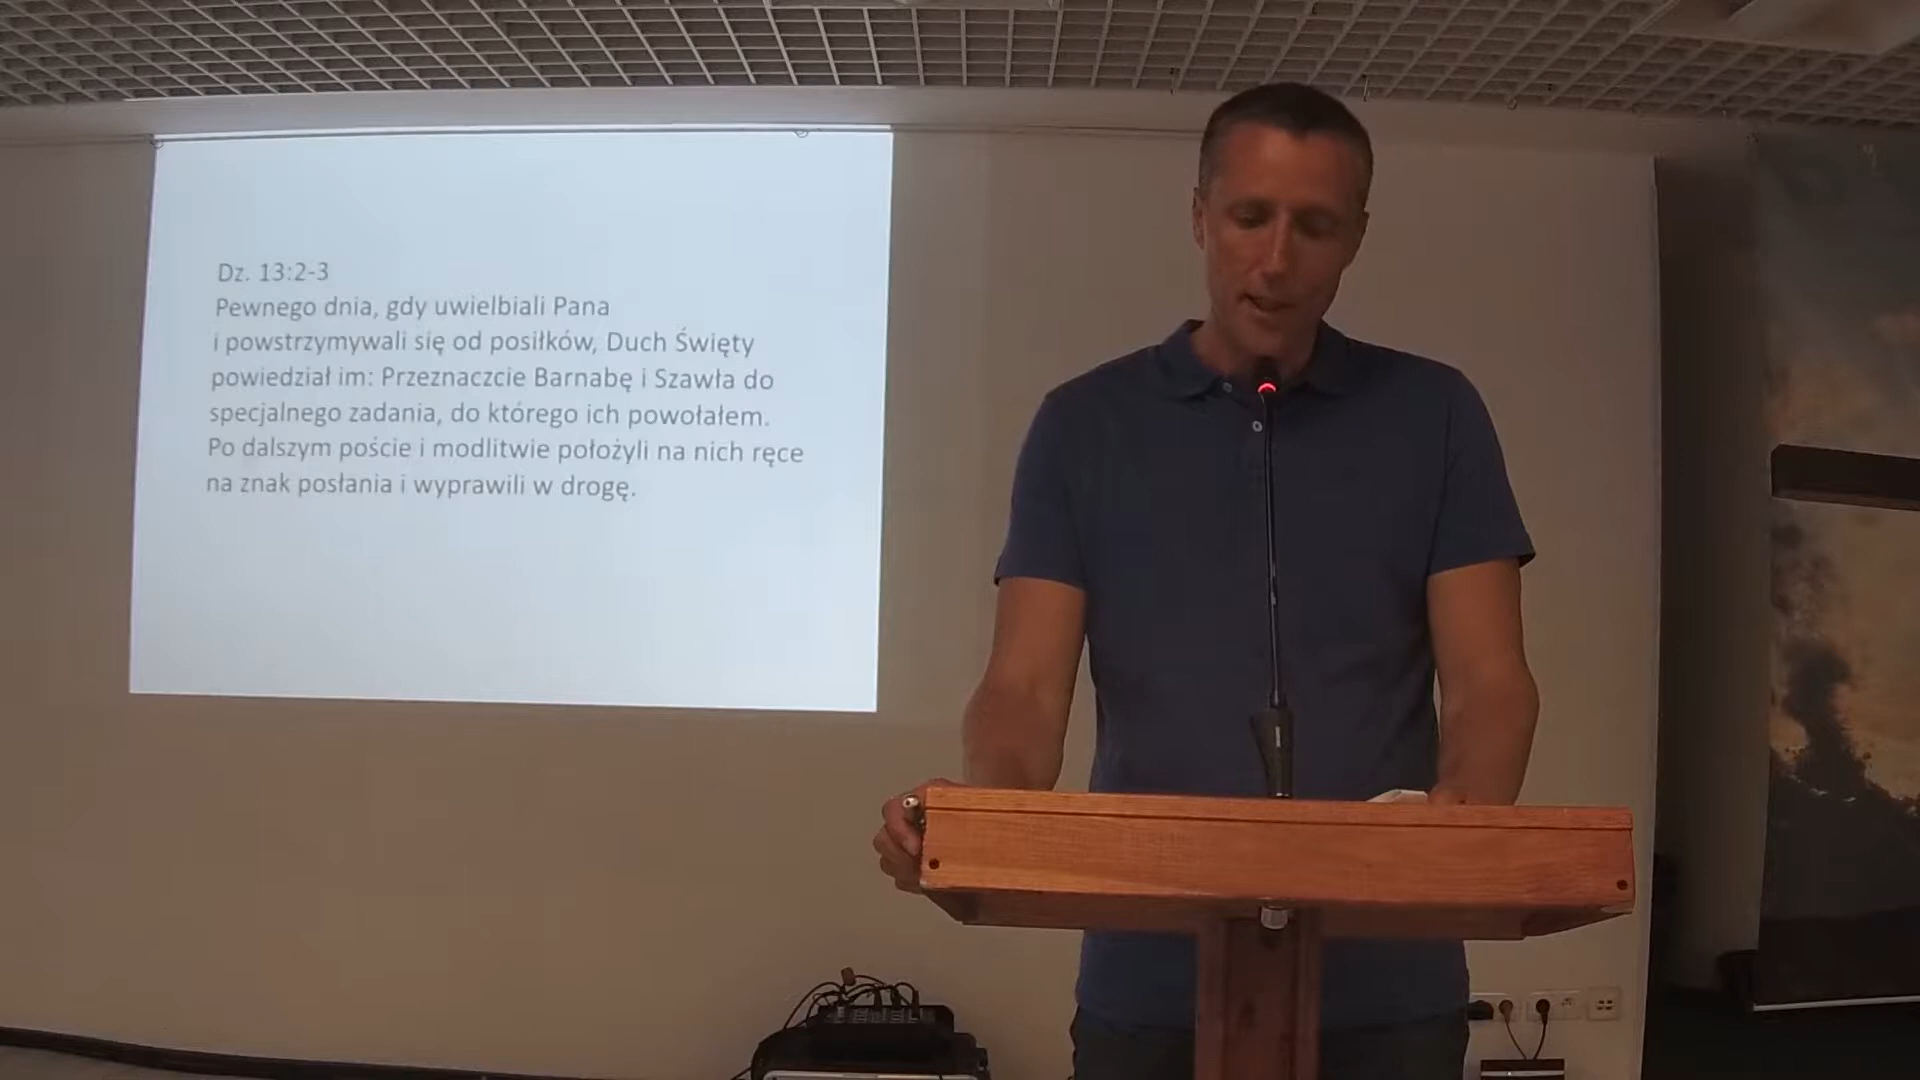 Dz. 13:2-3
Pewnego dnia, gdy uwielbiali Pana
i powstrzymywali się od posiłków, Duch Święty
powiedział im: Przeznaczcie Barnabę i Szawła do
specjalnego zadania, do którego ich powołałem.
Po dalszym poście i modlitwie położyli na nich ręce
na znak posłania i wyprawili w drogę.